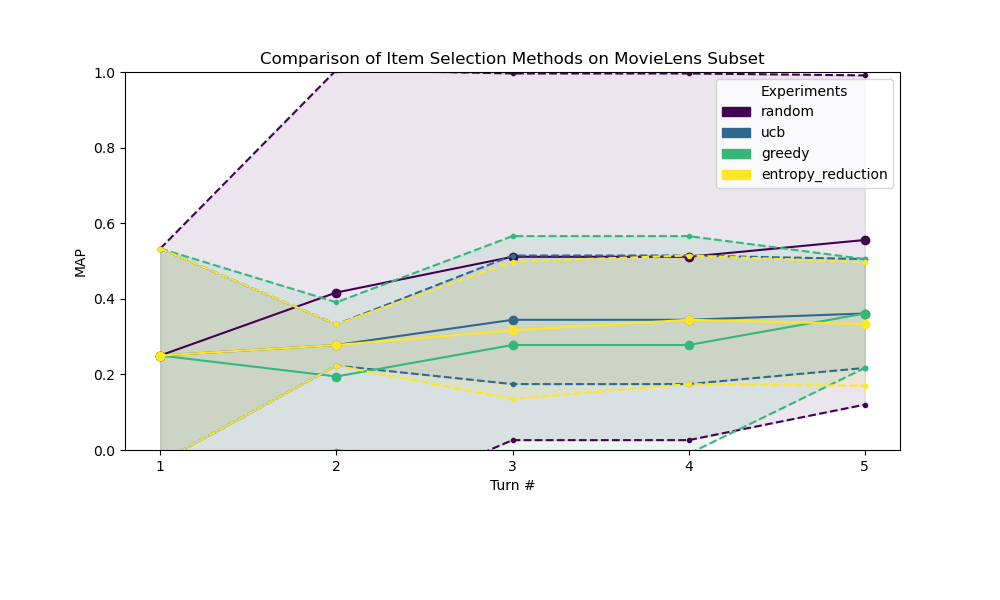 Comparison of Item Selection Methods on MovieLens Subset
1.0
0.8
0.6
0.4
0.2
0.0
MAP
Experiments
random
ucb
greedy
entropy_reduction
1
2
3
4
5
Turn #